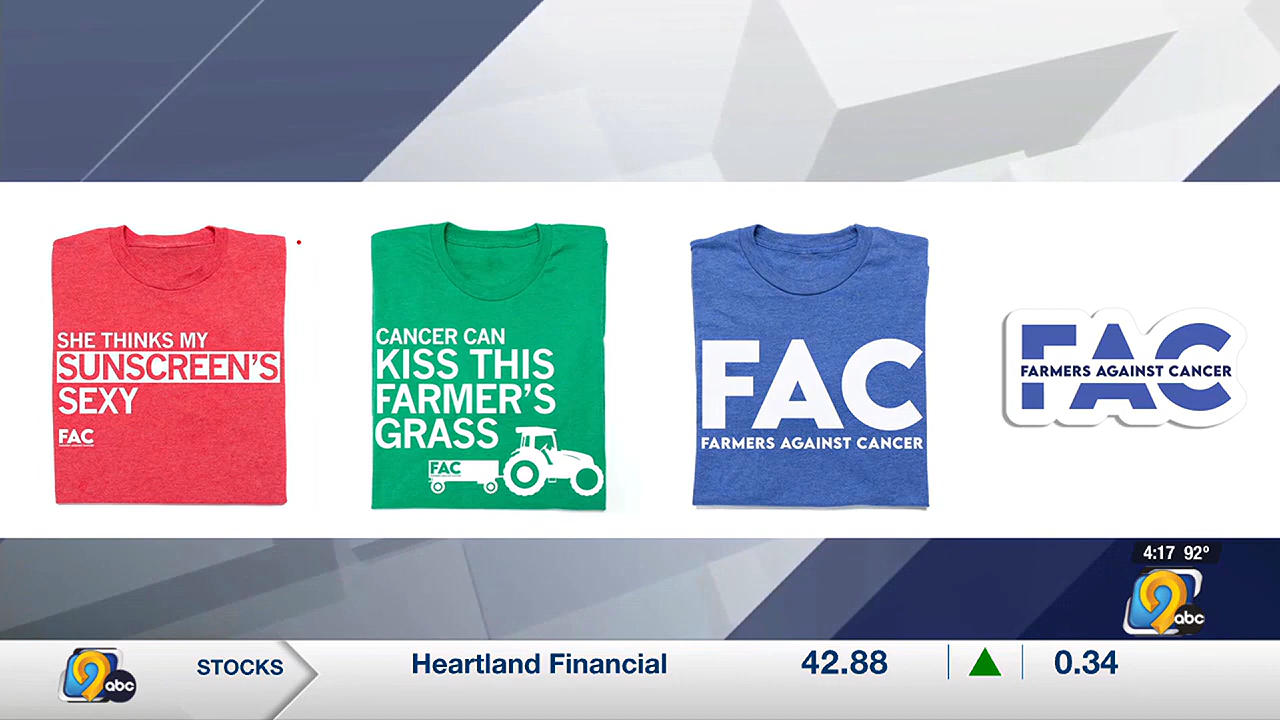 SHE THINKS MY
SUNSCREEN'S
SEXY
FAC
CANCER CAN
KISS THIS
FARMER'S
GRASS
FAC
FAC
FARMERS AGAINST CANCER
FAC
FARMERS AGAINST CANCER
4:17 92°
9 abc
9 abc
STOCKS
Heartland Financial
42.88
0.34